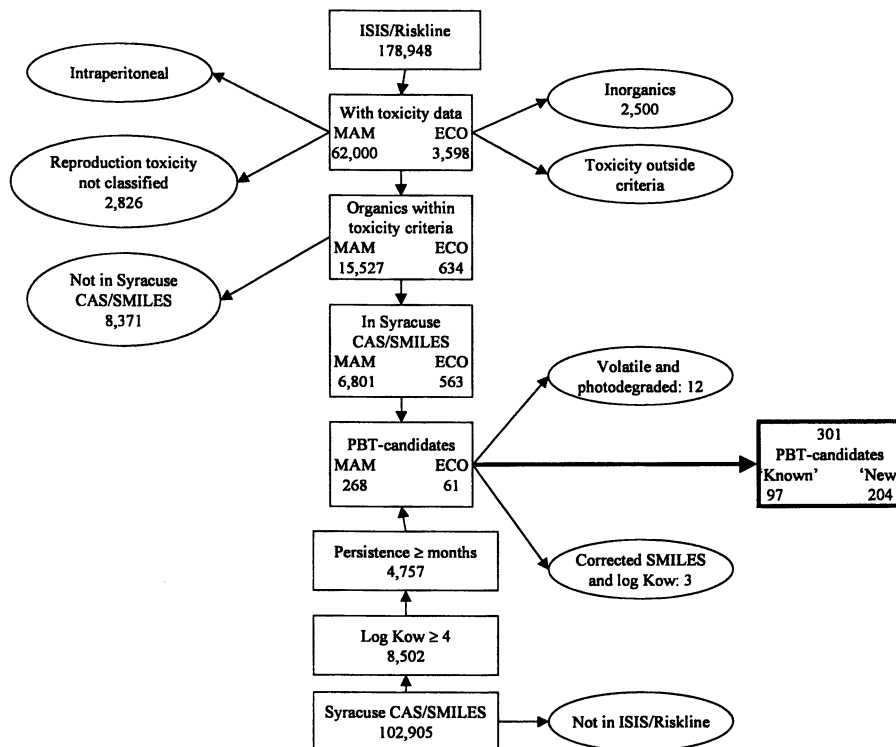 ISIS/Riskline
178,948
Intraperitoneal
Inorganics
2,500
With toxicity data
MAM ECO
62,000 3,598
Reproduction toxicity
not classified
2,826
Toxicity outside
criteria
Organics within
toxicity criteria
MAM ECO
15,527 634
Not in Syracuse
CAS/SMILES
8,371
In Syracuse
CAS/SMILES
MAM ECO
6,801 563
Volatile and
photodegraded: 12
PBT-candidates
MAM ECO
268 61
301
PBT-candidates
'Known' 'New
97 204
Persistence ≥ months
4,757
Corrected SMILES
and log Kow: 3
Log Kow ≥ 4
8,502
Syracuse CAS/SMILES
102,905
Not in ISIS/Riskline